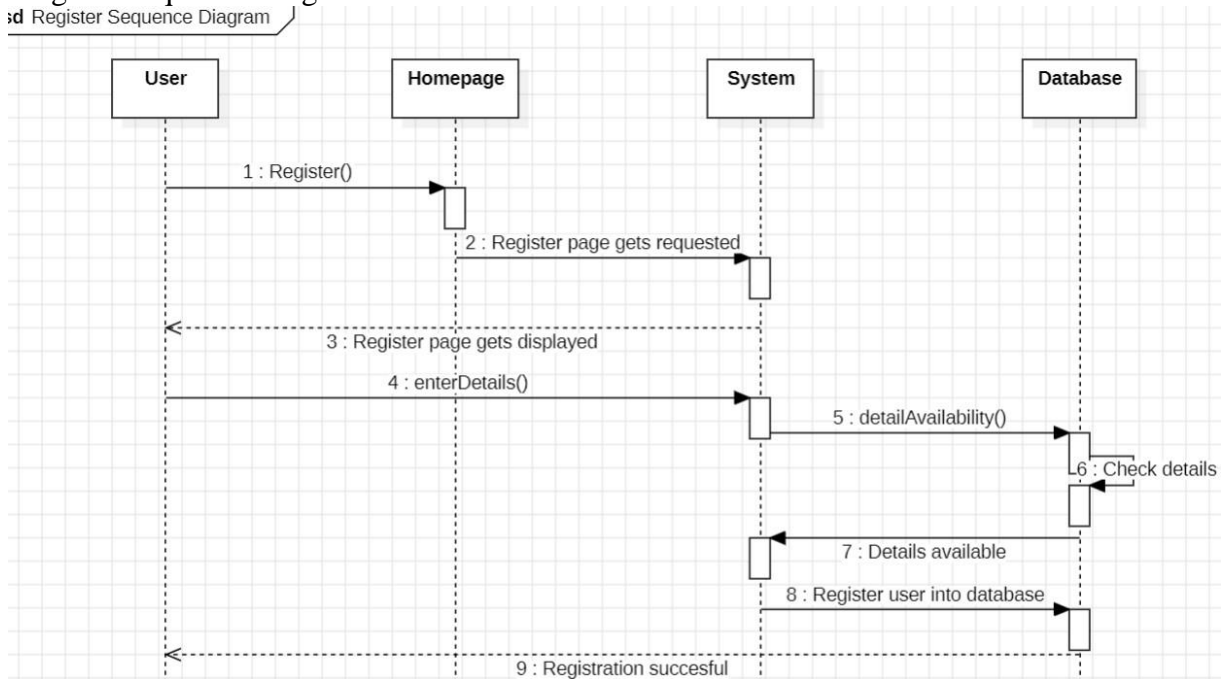 sd Register Sequence Diagram
User
Homepage
System
Database
1 : Register()
2 : Register page gets requested
3 : Register page gets displayed
4 : enterDetails()
5 : detailAvailability()
6 : Check details
7 : Details available
8 : Register user into database
9 : Registration succesful